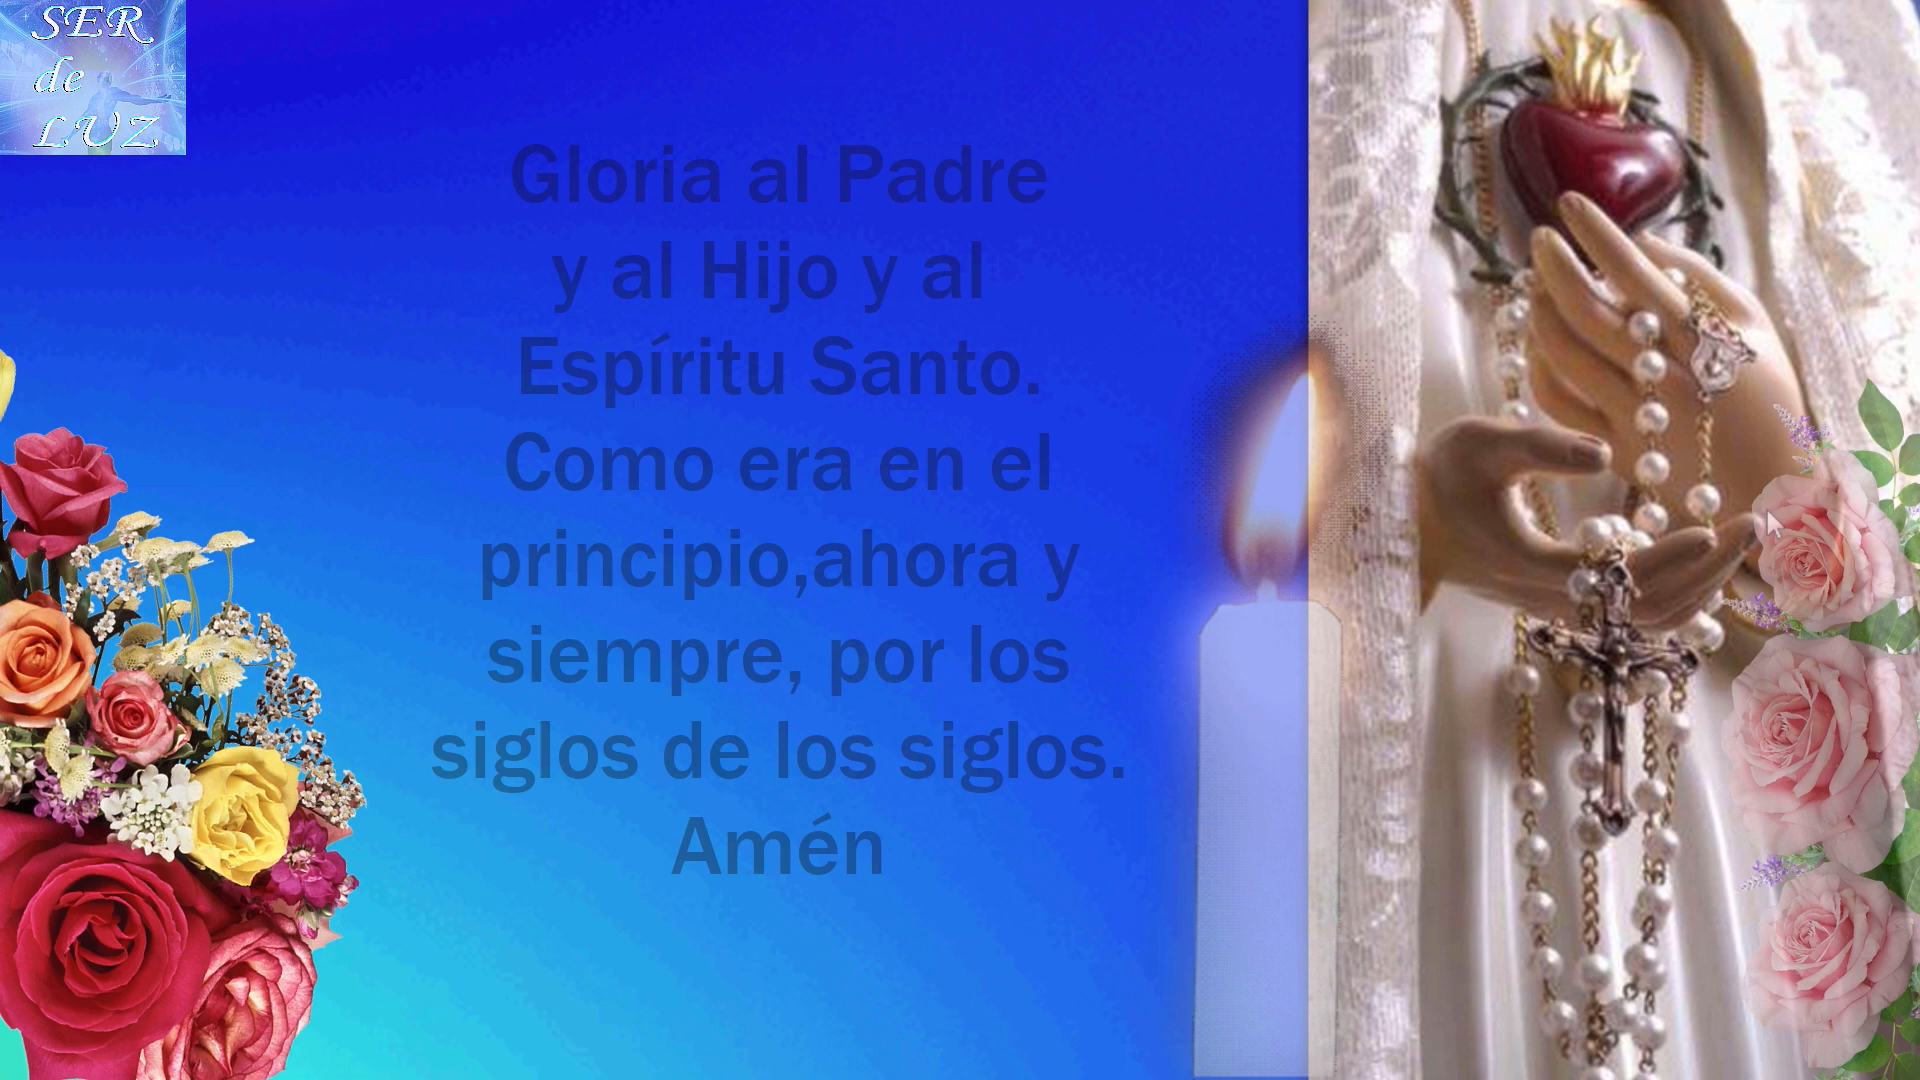 SER
de
LUZ
Gloria al Padre
y al Hijo y al
Espíritu Santo.
Como era en el
principio,ahora y
siempre, por los
siglos de los siglos.
Amén